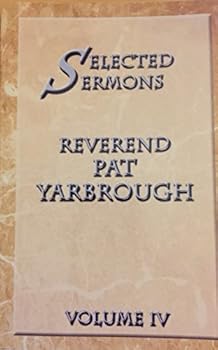 SELECTED
SERMONS
REVEREND
PAT
YARBROUGH
VOLUME IV